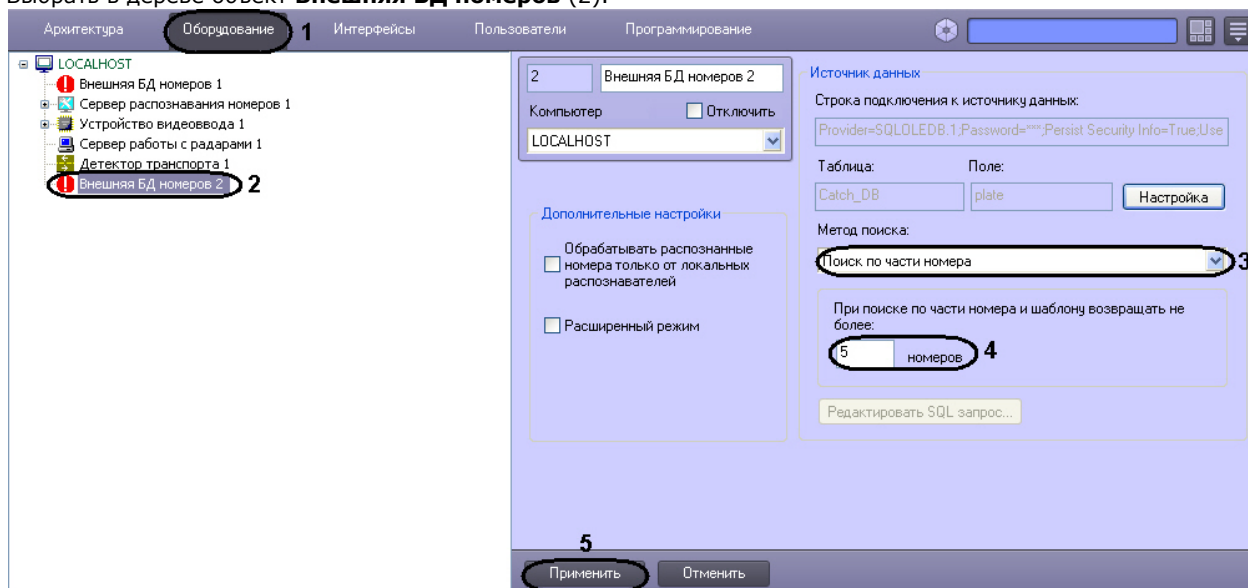 Выбрать в дереве объект Внешняя БД номеров (2).
Архитектура Оборудование 1 Интерфейсы Пользователи Программирование
LOCALHOST
Внешняя БД номеров 1
Сервер распознавания номеров 1
Устройство видеоввода 1
Сервер работы с радарами 1
Детектор транспорта 1
Внешняя БД номеров 2 2
2 Внешняя БД номеров 2
Компьютер Отключить
LOCALHOST
Дополнительные настройки
Обрабатывать распознанные
номера только от локальных
распознавателей
Расширенный режим
Источник данных
Строка подключения к источнику данных:
Provider=SQLOLEDB.1;Password=***;Persist Security Info=True;Use
Таблица: Поле:
Catch_DB plate Настройка
Метод поиска:
Поиск по части номера 3
При поиске по части номера и шаблону возвращать не
более:
5 номеров 4
Редактировать SQL запрос...
5
Применить Отменить